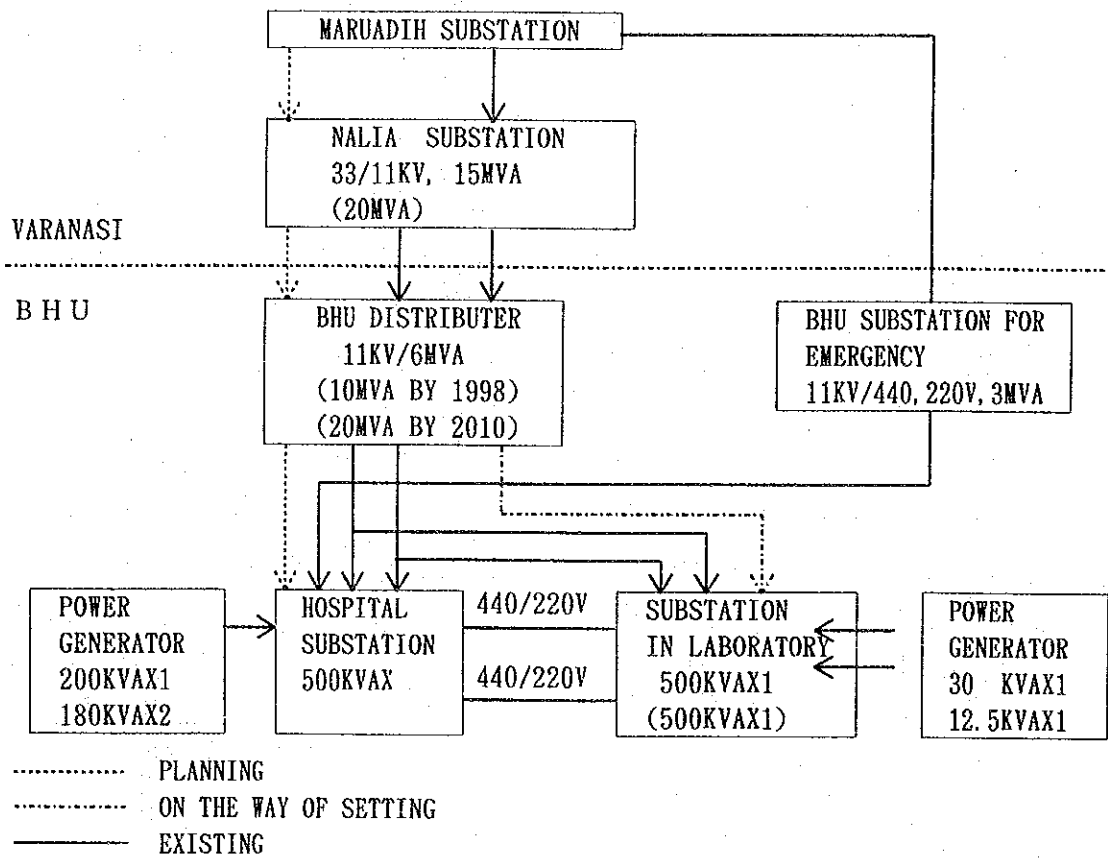 MARUADIH SUBSTATION
NALIA SUBSTATION
33/11KV, 15MVA
(20MVA)
VARANASI
BHU
BHU DISTRIBUTER
11KV/6MVA
(10MVA BY 1998)
(20MVA BY 2010)
BHU SUBSTATION FOR
EMERGENCY
11KV/440, 220V, 3MVA
POWER
GENERATOR
200KVAX1
180KVAX2
HOSPITAL
SUBSTATION
500KVAX
440/220V
440/220V
SUBSTATION
IN LABORATORY
500KVAX1
(500KVAX1)
POWER
GENERATOR
30 KVAX1
12.5KVAX1
PLANNING
ON THE WAY OF SETTING
EXISTING